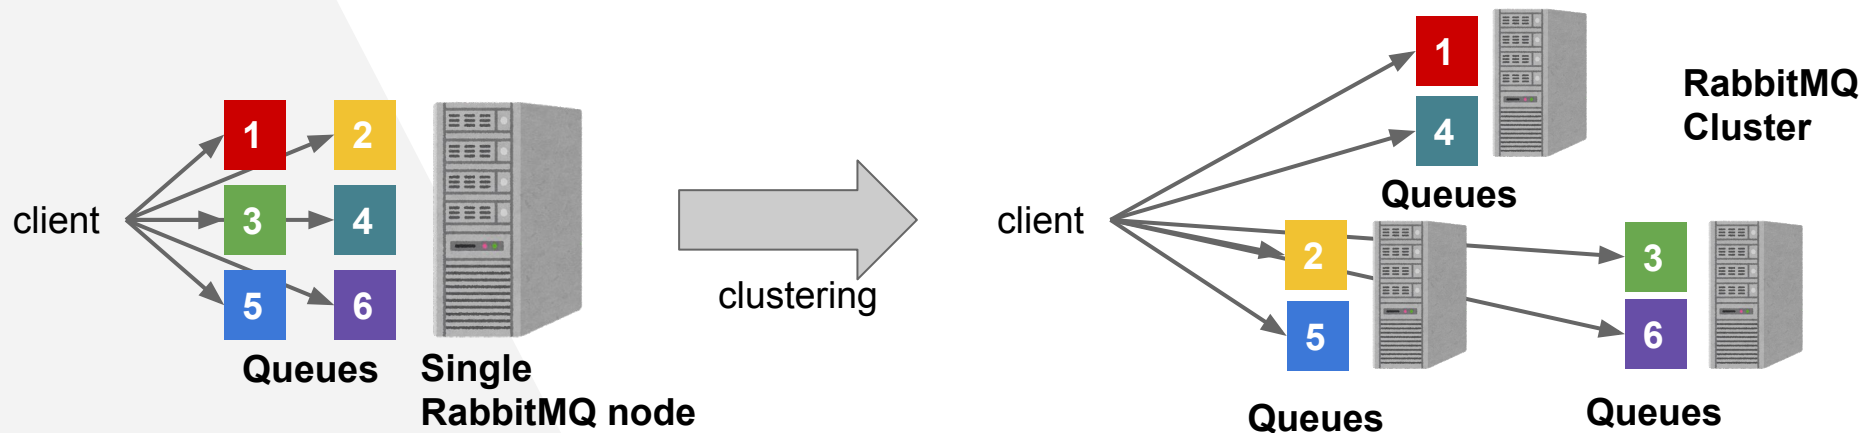 client
1
2
3
4
5
6
Queues
Single
RabbitMQ node
clustering
client
1
4
Queues
RabbitMQ
Cluster
2
5
Queues
3
6
Queues